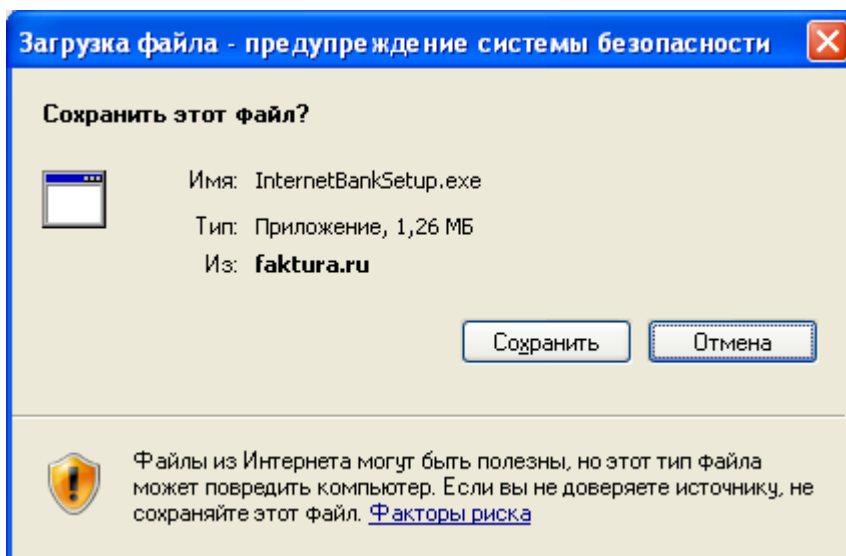 Загрузка файла - предупреждение системы безопасности
Сохранить этот файл?
Имя: InternetBankSetup.exe
Тип: Приложение, 1,26 МБ
Из: faktura.ru
Сохранить Отмена
Файлы из Интернета могут быть полезны, но этот тип файла
может повредить компьютер. Если вы не доверяете источнику, не
сохраняйте этот файл. Факторы риска